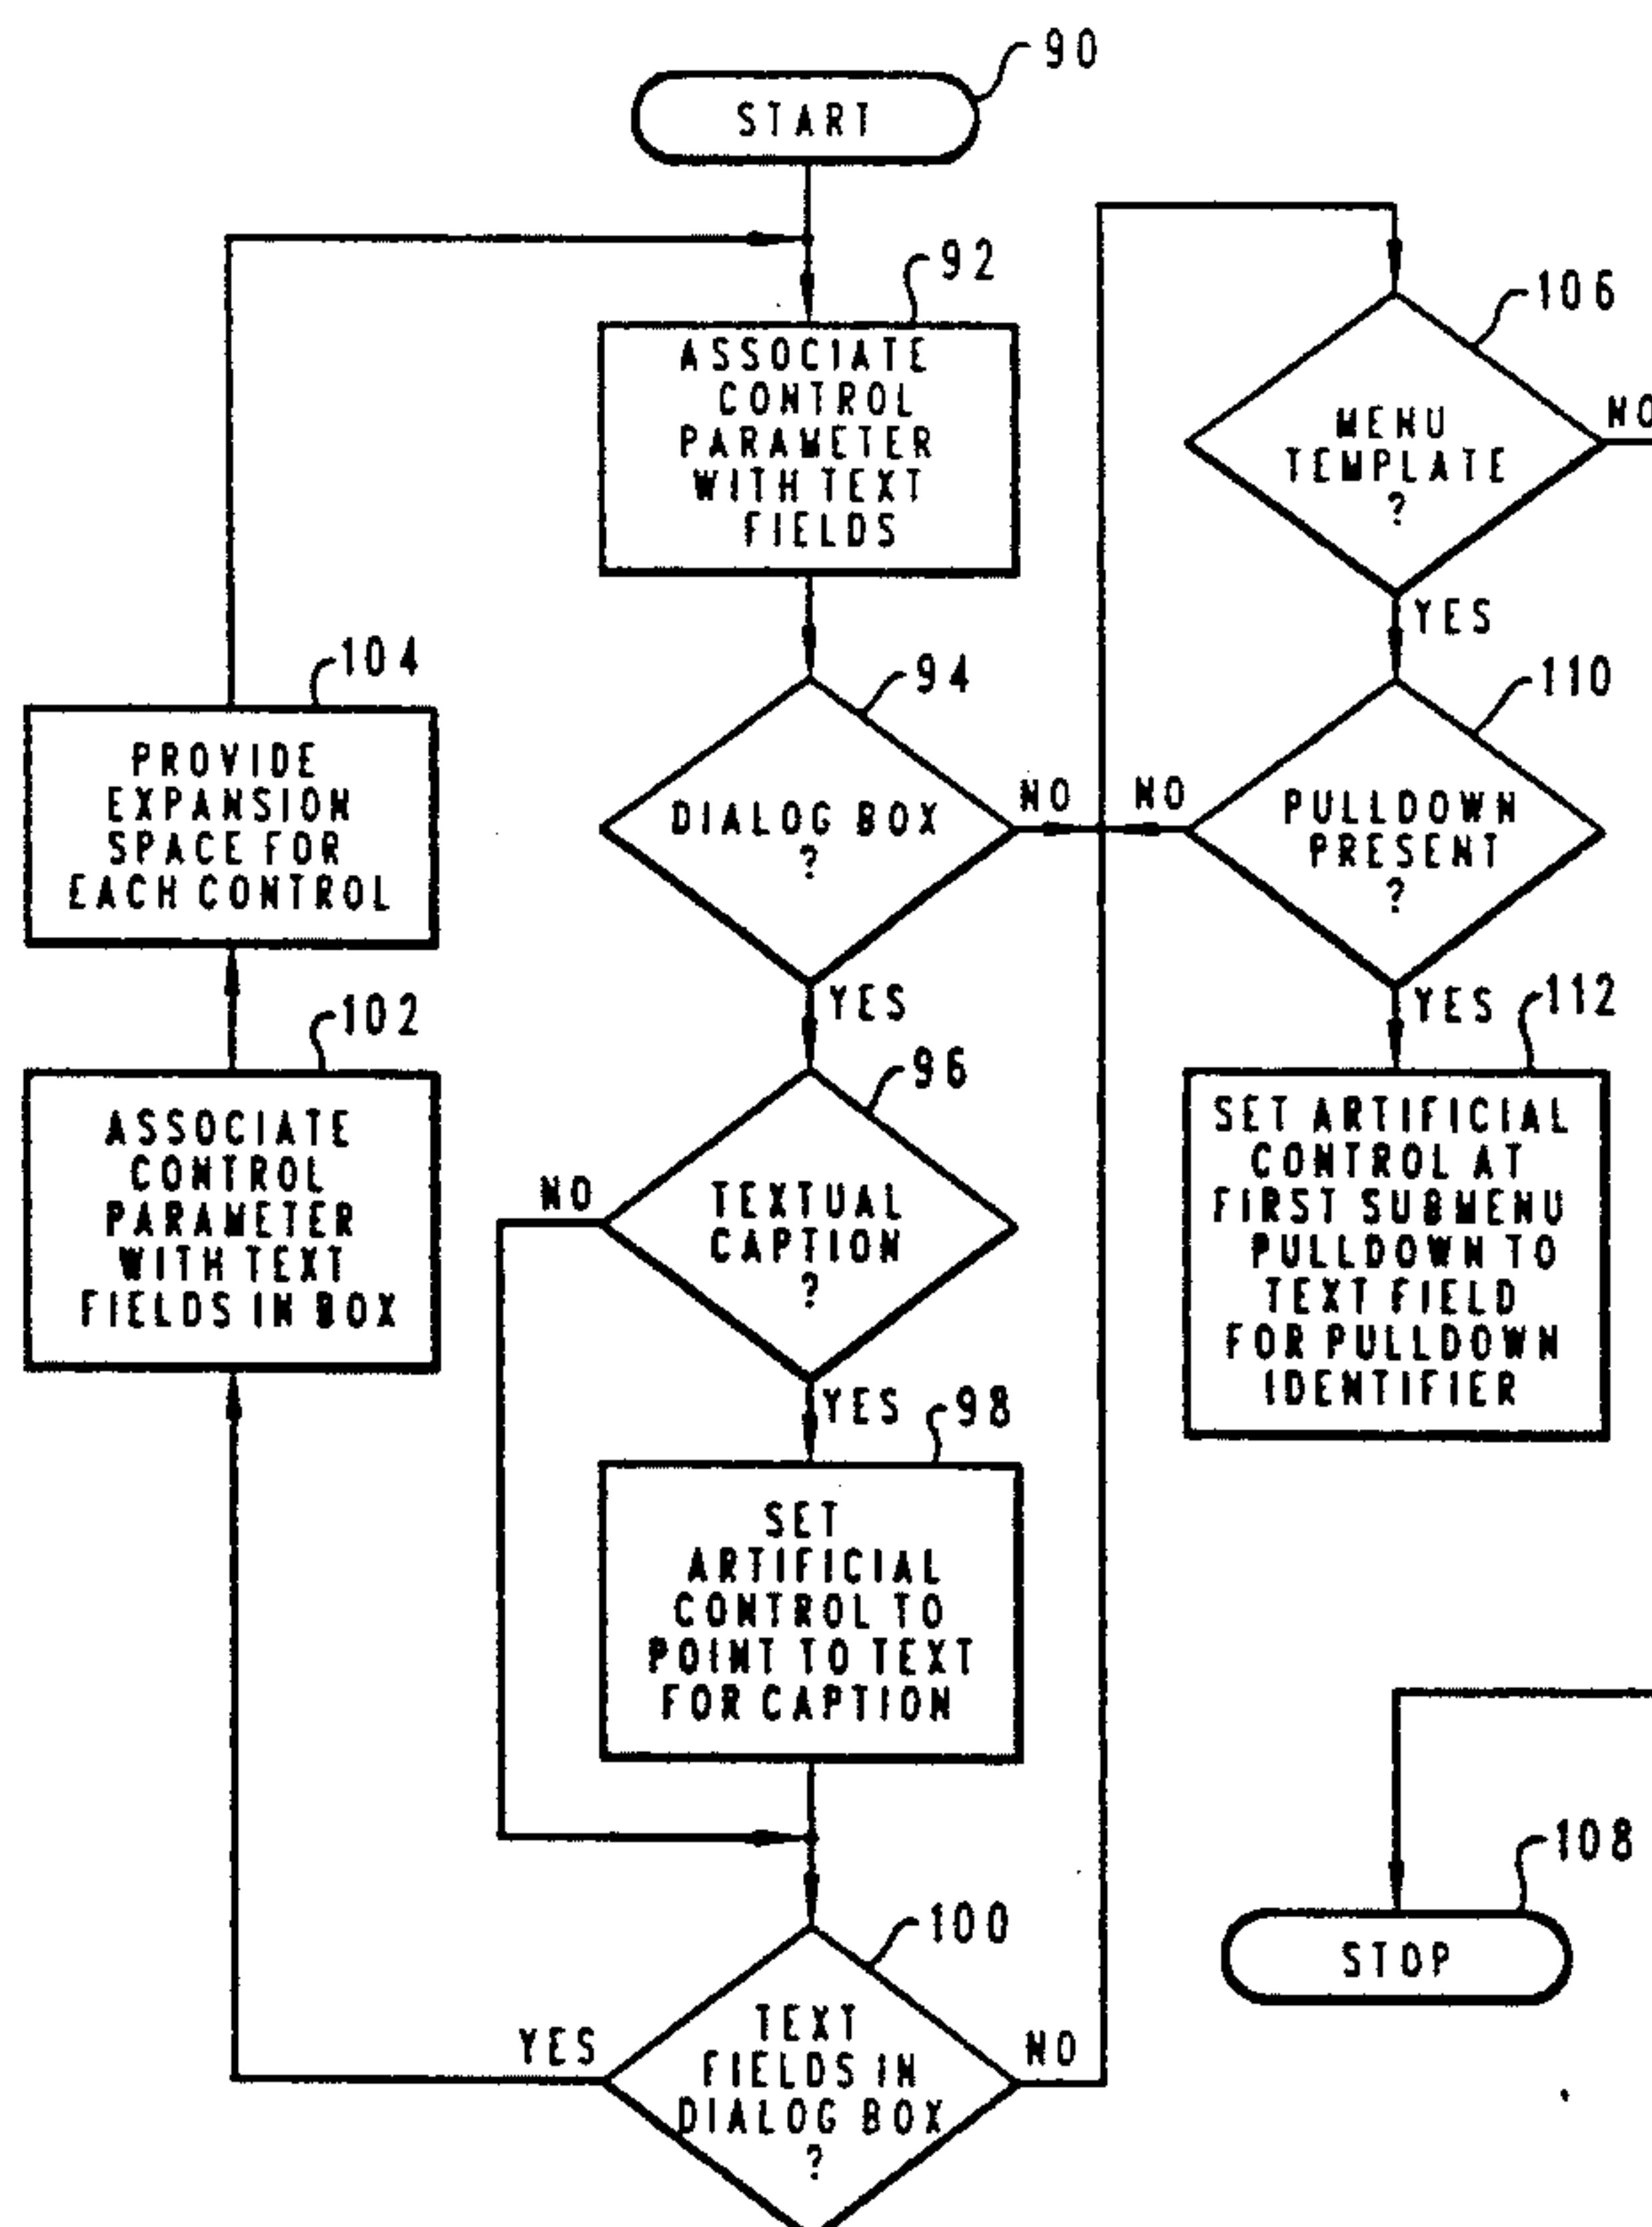 90
START
92
ASSOCIATE
CONTROL
PARAMETER
WITH TEXT
FIELDS
94
DIALOG BOX
?
NO
YES
96
TEXTUAL
CAPTION
?
NO
YES
98
SET
ARTIFICIAL
CONTROL TO
POINT TO TEXT
FOR CAPTION
100
TEXT
FIELDS IN
DIALOG BOX
?
YES
NO
102
ASSOCIATE
CONTROL
PARAMETER
WITH TEXT
FIELDS IN BOX
104
PROVIDE
EXPANSION
SPACE FOR
EACH CONTROL
106
MENU
TEMPLATE
?
NO
YES
110
PULLDOWN
PRESENT
?
NO
YES
112
SET ARTIFICIAL
CONTROL AT
FIRST SUBMENU
PULLDOWN TO
TEXT FIELD
FOR PULLDOWN
IDENTIFIER
108
STOP